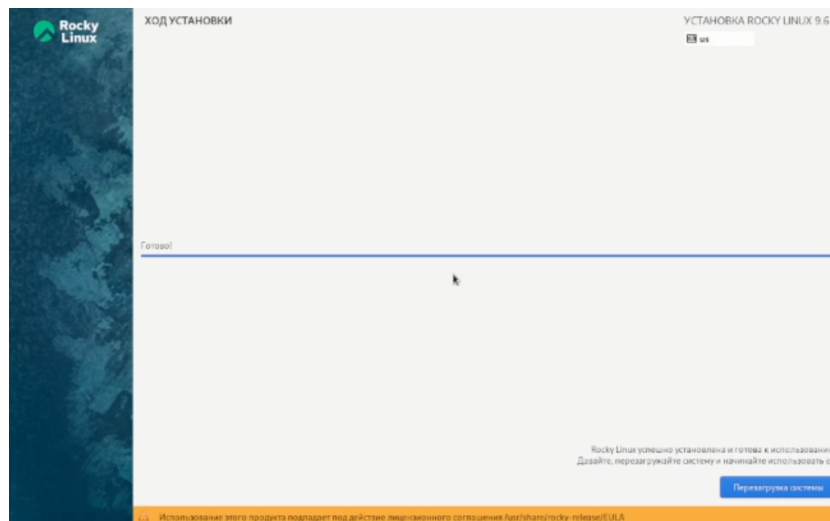 Rocky
Linux
ХОД УСТАНОВКИ
УСТАНОВКА ROCKY LINUX 9.6
us
Готово!
Rocky Linux успешно установлена и готова к использовани
Давайте, перезагружайте систему и начинайте использовать
Перезагрузка системы
Использование этого продукта подпадает под действие лицензионного соглашения /usr/share/rocky-release/EULA